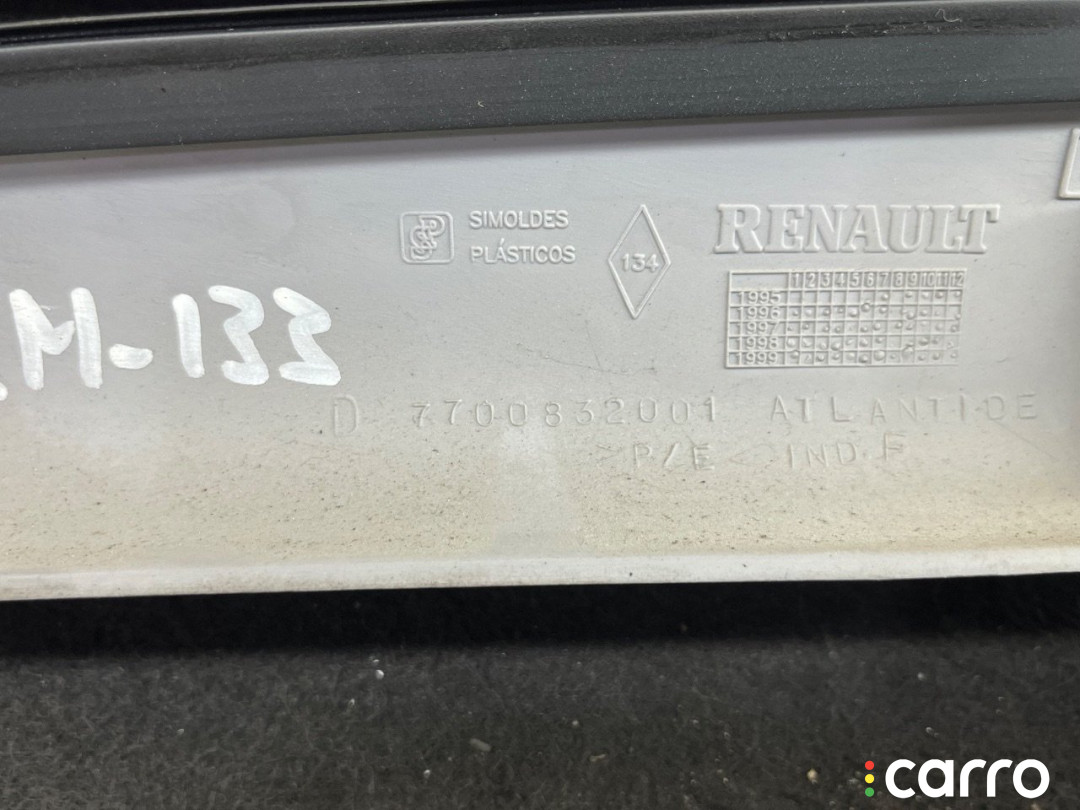 SIMOLDES
PLÁSTICOS
134
RENAULT
1 2 3 4 5 6 7 8 9 10 11 12
1995
1996
1997
1998
1999
.M-133
D 7700832001 ATLANTIDE
>P/E< IND.F
carro